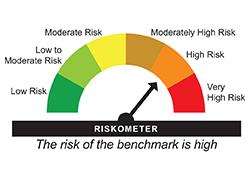 Moderate Risk
Moderately High Risk
Low to
Moderate Risk
High Risk
Low Risk
Very
High Risk
RISKOMETER
The risk of the benchmark is high